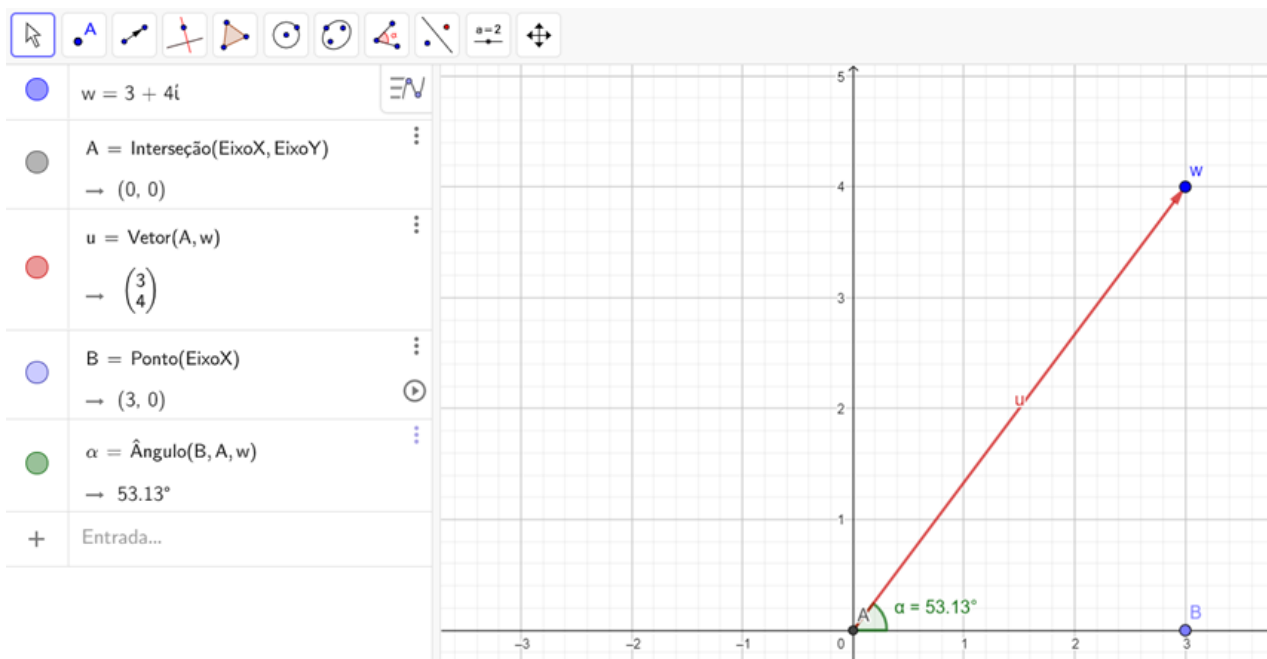 A
a=2
w = 3 + 4i
A = Interseção(EixoX, EixoY)
→ (0, 0)
u = Vetor(A, w)
→ (3
4)
B = Ponto(EixoX)
→ (3, 0)
α = Ângulo(B, A, w)
→ 53.13°
+ Entrada...
5
w
4
3
u
2
1
A
α = 53.13°
B
–3 –2 –1 0 1 2 3